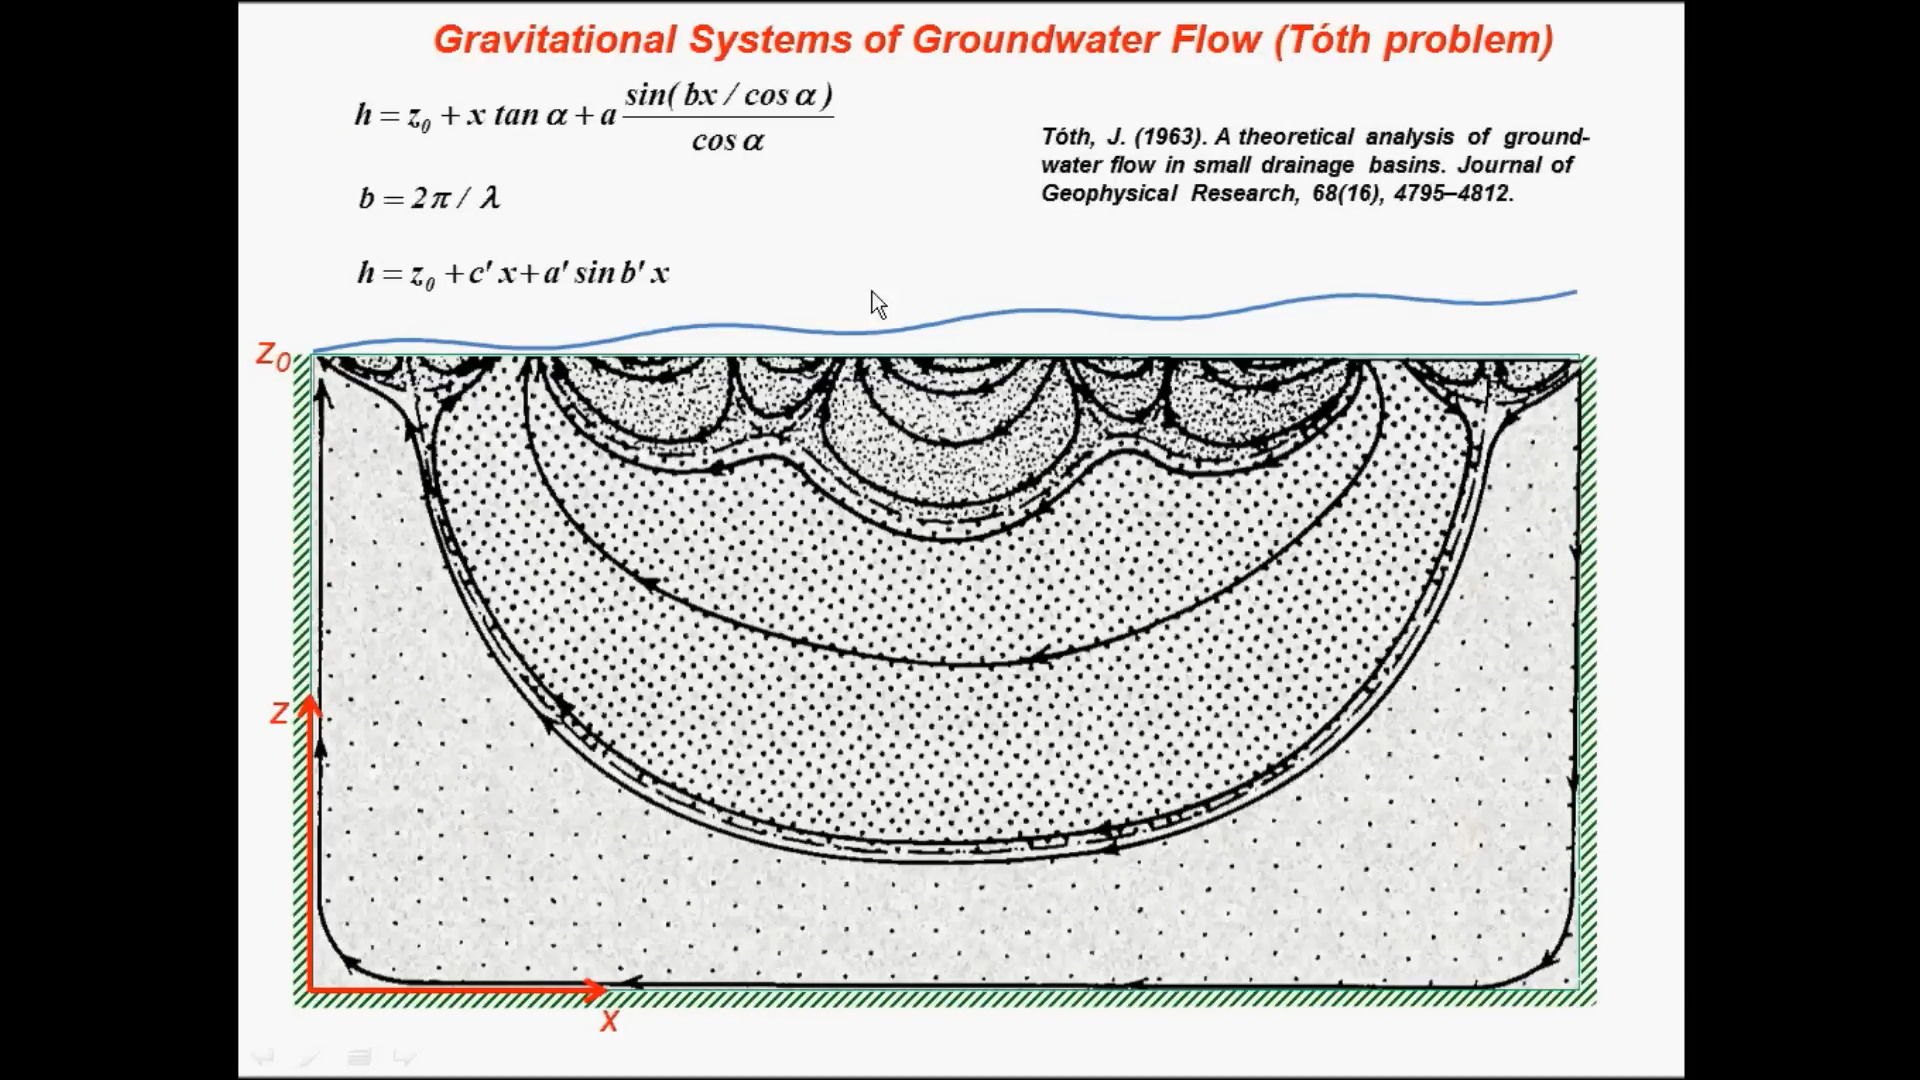 Gravitational Systems of Groundwater Flow (Tóth problem)
h = z₀ + x tan α + a sin( bx / cos α ) / cos α
b = 2π / λ
h = z₀ + c′ x + a′ sin b′ x
Tóth, J. (1963). A theoretical analysis of ground-
water flow in small drainage basins. Journal of
Geophysical Research, 68(16), 4795–4812.
Z₀
Z
X